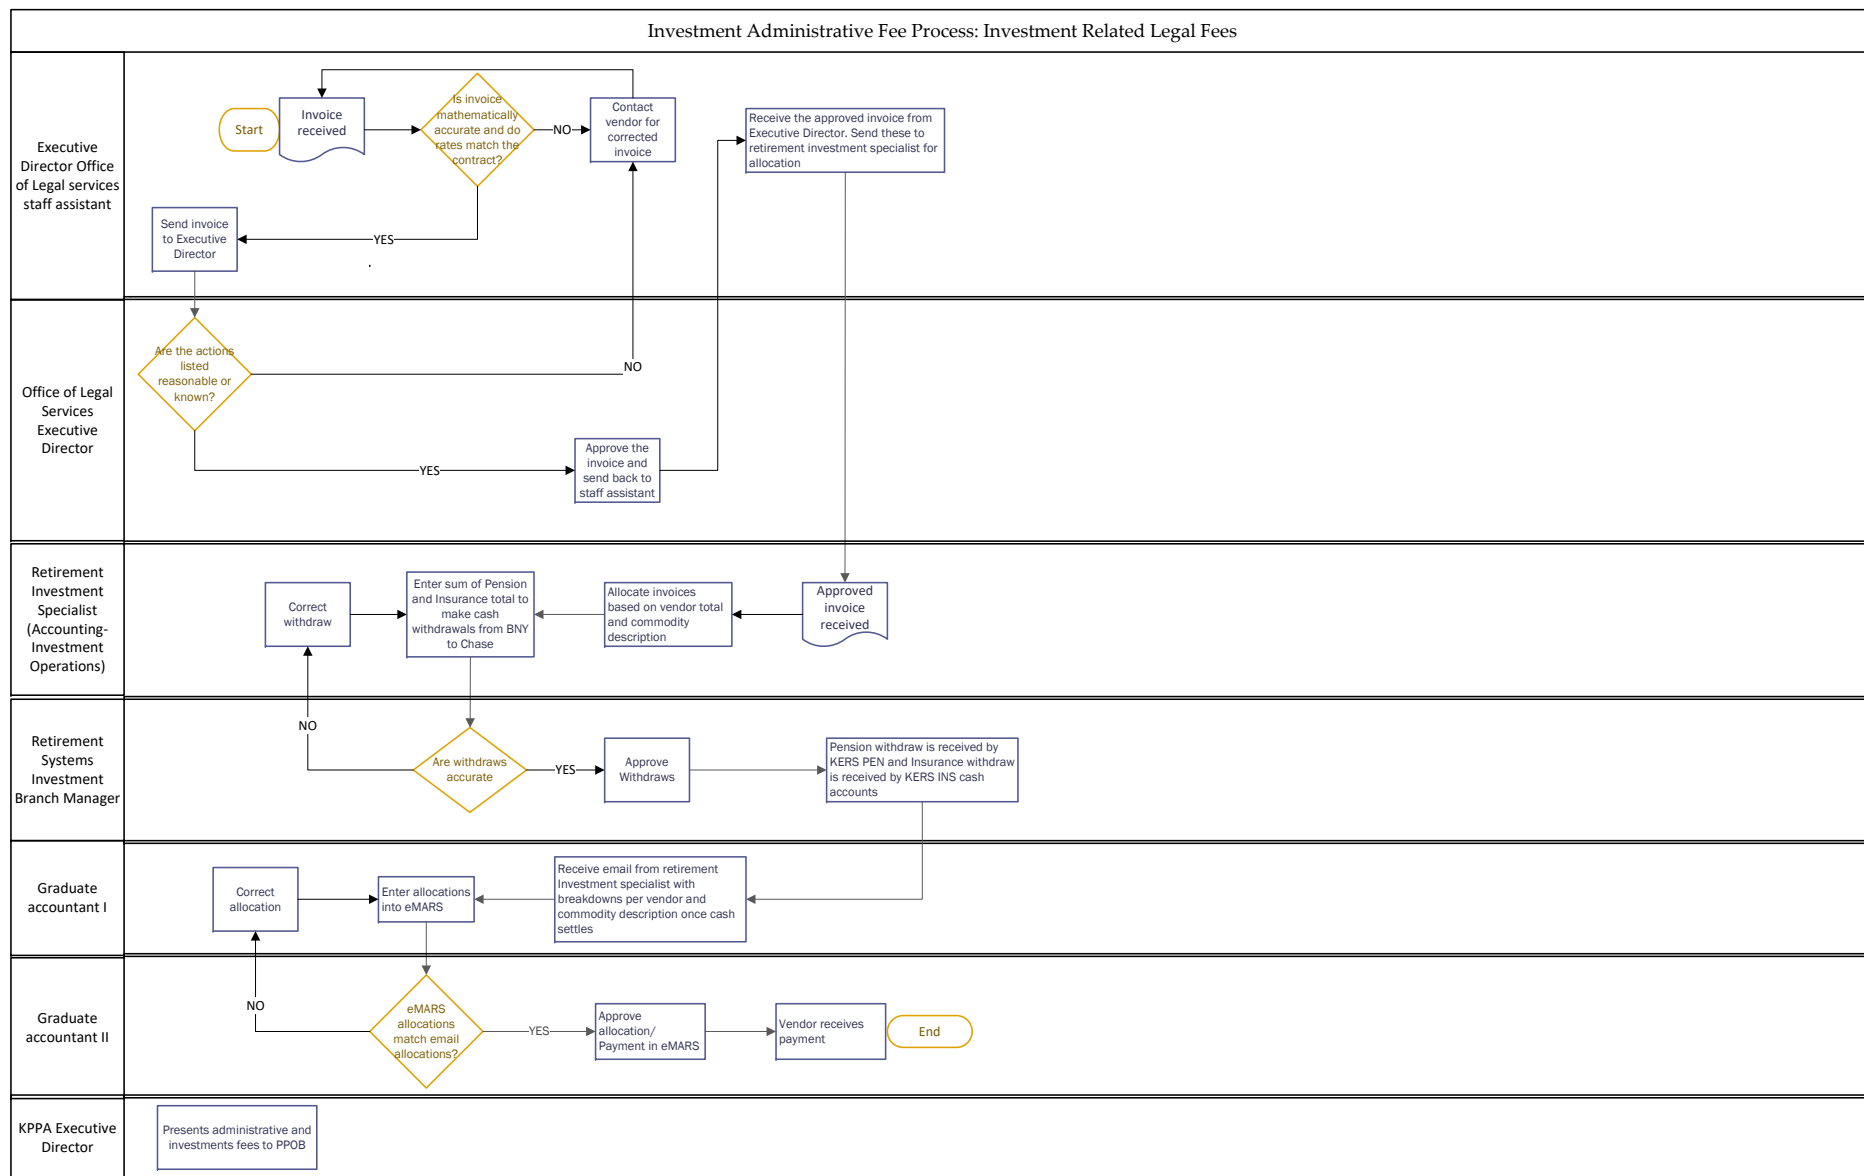 Investment Administrative Fee Process: Investment Related Legal Fees
Executive
Director Office
of Legal services
staff assistant
Start
Invoice
received
Is invoice
mathematically
accurate and do
rates match the
contract?
NO
Contact
vendor for
corrected
invoice
Receive the approved invoice from
Executive Director. Send these to
retirement investment specialist for
allocation
Send invoice
to Executive
Director
YES
.
Office of Legal
Services
Executive
Director
Are the actions
listed
reasonable or
known?
NO
YES
Approve the
invoice and
send back to
staff assistant
Retirement
Investment
Specialist
(Accounting-
Investment
Operations)
Correct
withdraw
Enter sum of Pension
and Insurance total to
make cash
withdrawals from BNY
to Chase
Allocate invoices
based on vendor total
and commodity
description
Approved
invoice
received
Retirement
Systems
Investment
Branch Manager
NO
Are withdraws
accurate
YES
Approve
Withdraws
Pension withdraw is received by
KERS PEN and Insurance withdraw
is received by KERS INS cash
accounts
Graduate
accountant I
Correct
allocation
Enter allocations
into eMARS
Receive email from retirement
Investment specialist with
breakdowns per vendor and
commodity description once cash
settles
Graduate
accountant II
NO
eMARS
allocations
match email
allocations?
YES
Approve
allocation/
Payment in eMARS
Vendor receives
payment
End
KPPA Executive
Director
Presents administrative and
investments fees to PPOB